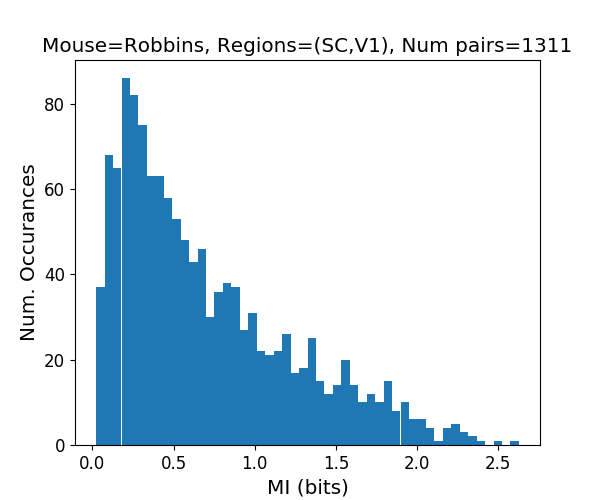 Mouse=Robbins, Regions=(SC,V1), Num pairs=1311
Num. Occurances
80
60
40
20
0
0.0 0.5 1.0 1.5 2.0 2.5
MI (bits)